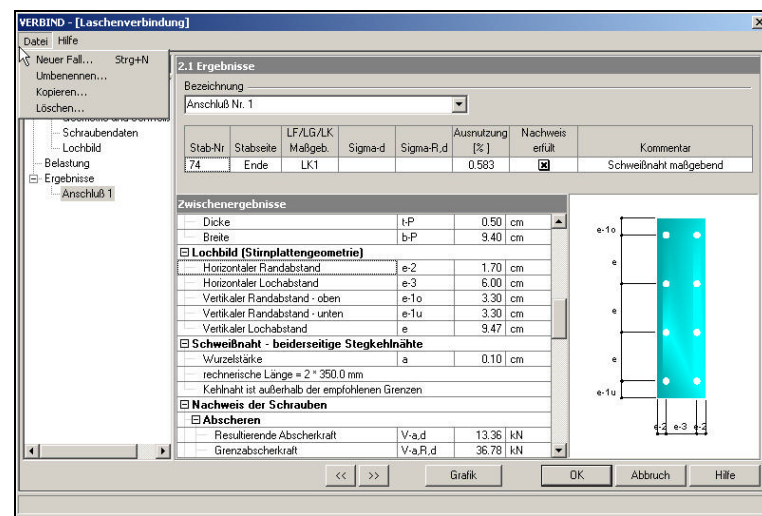 VERBIND - [Laschenverbindung]
Datei Hilfe
Neuer Fall... Strg+N
Umbenennen...
Kopieren...
Löschen...
Schraubendaten
Lochbild
Belastung
Ergebnisse
Anschluß 1
2.1 Ergebnisse
Bezeichnung
Anschluß Nr. 1
Stab-Nr Stabseite LF/LG/LK Maßgeb. Sigma-d Sigma-R,d Ausnutzung [% ] Nachweis erfült Kommentar
74 Ende LK1 0.583 Schweißnaht maßgebend
Zwischenergebnisse
Dicke t-P 0.50 cm
Breite b-P 9.40 cm
Lochbild (Stirnplattengeometrie)
Horizontaler Randabstand e-2 1.70 cm
Horizontaler Lochabstand e-3 6.00 cm
Vertikaler Randabstand - oben e-1o 3.30 cm
Vertikaler Randabstand - unten e-1u 3.30 cm
Vertikaler Lochabstand e 9.47 cm
Schweißnaht - beiderseitige Stegkehlnähte
Wurzelstärke a 0.10 cm
rechnerische Länge = 2 * 350.0 mm
Kehlnaht ist außerhalb der empfohlenen Grenzen
Nachweis der Schrauben
Abscheren
Resultierende Abscherkraft V-a,d 13.36 kN
Grenzabscherkraft V-a,R,d 36.78 kN
e-1o
e
e
e
e-1u
e-2 e-3 e-2
<< >> Grafik OK Abbruch Hilfe